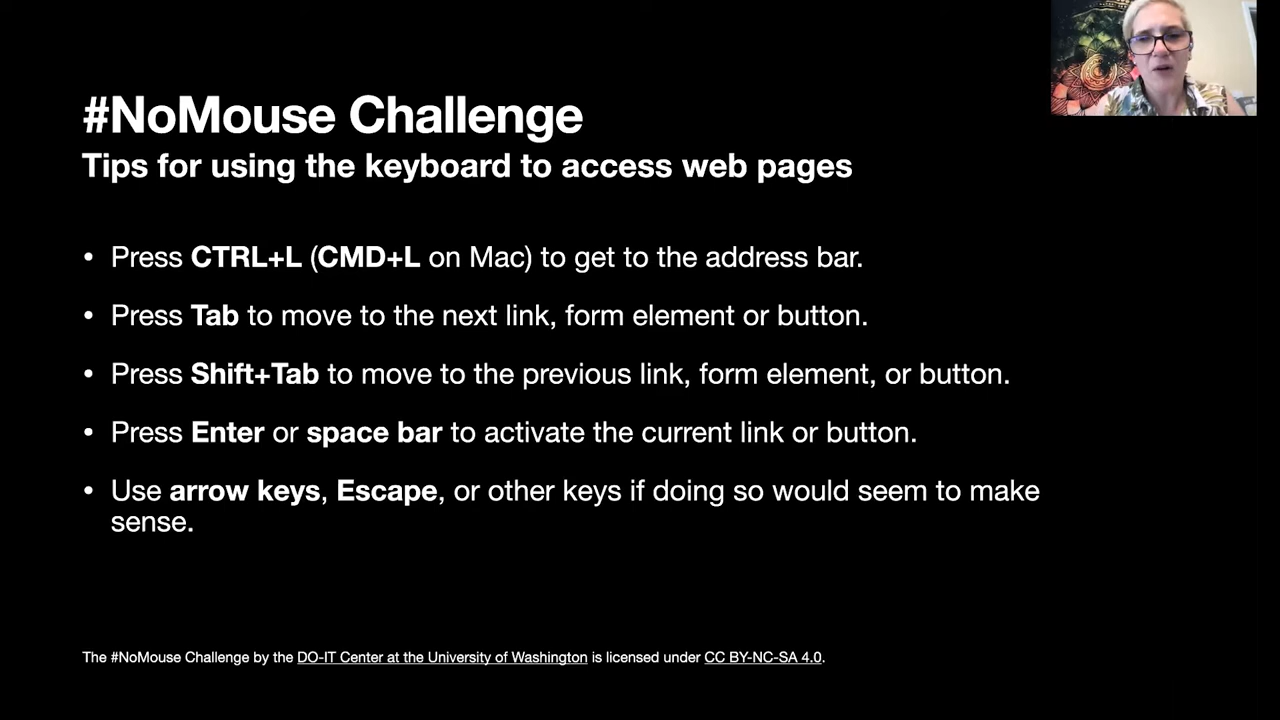 #NoMouse Challenge
Tips for using the keyboard to access web pages
• Press CTRL+L (CMD+L on Mac) to get to the address bar.
• Press Tab to move to the next link, form element or button.
• Press Shift+Tab to move to the previous link, form element, or button.
• Press Enter or space bar to activate the current link or button.
• Use arrow keys, Escape, or other keys if doing so would seem to make
sense.
The #NoMouse Challenge by the DO-IT Center at the University of Washington is licensed under CC BY-NC-SA 4.0.